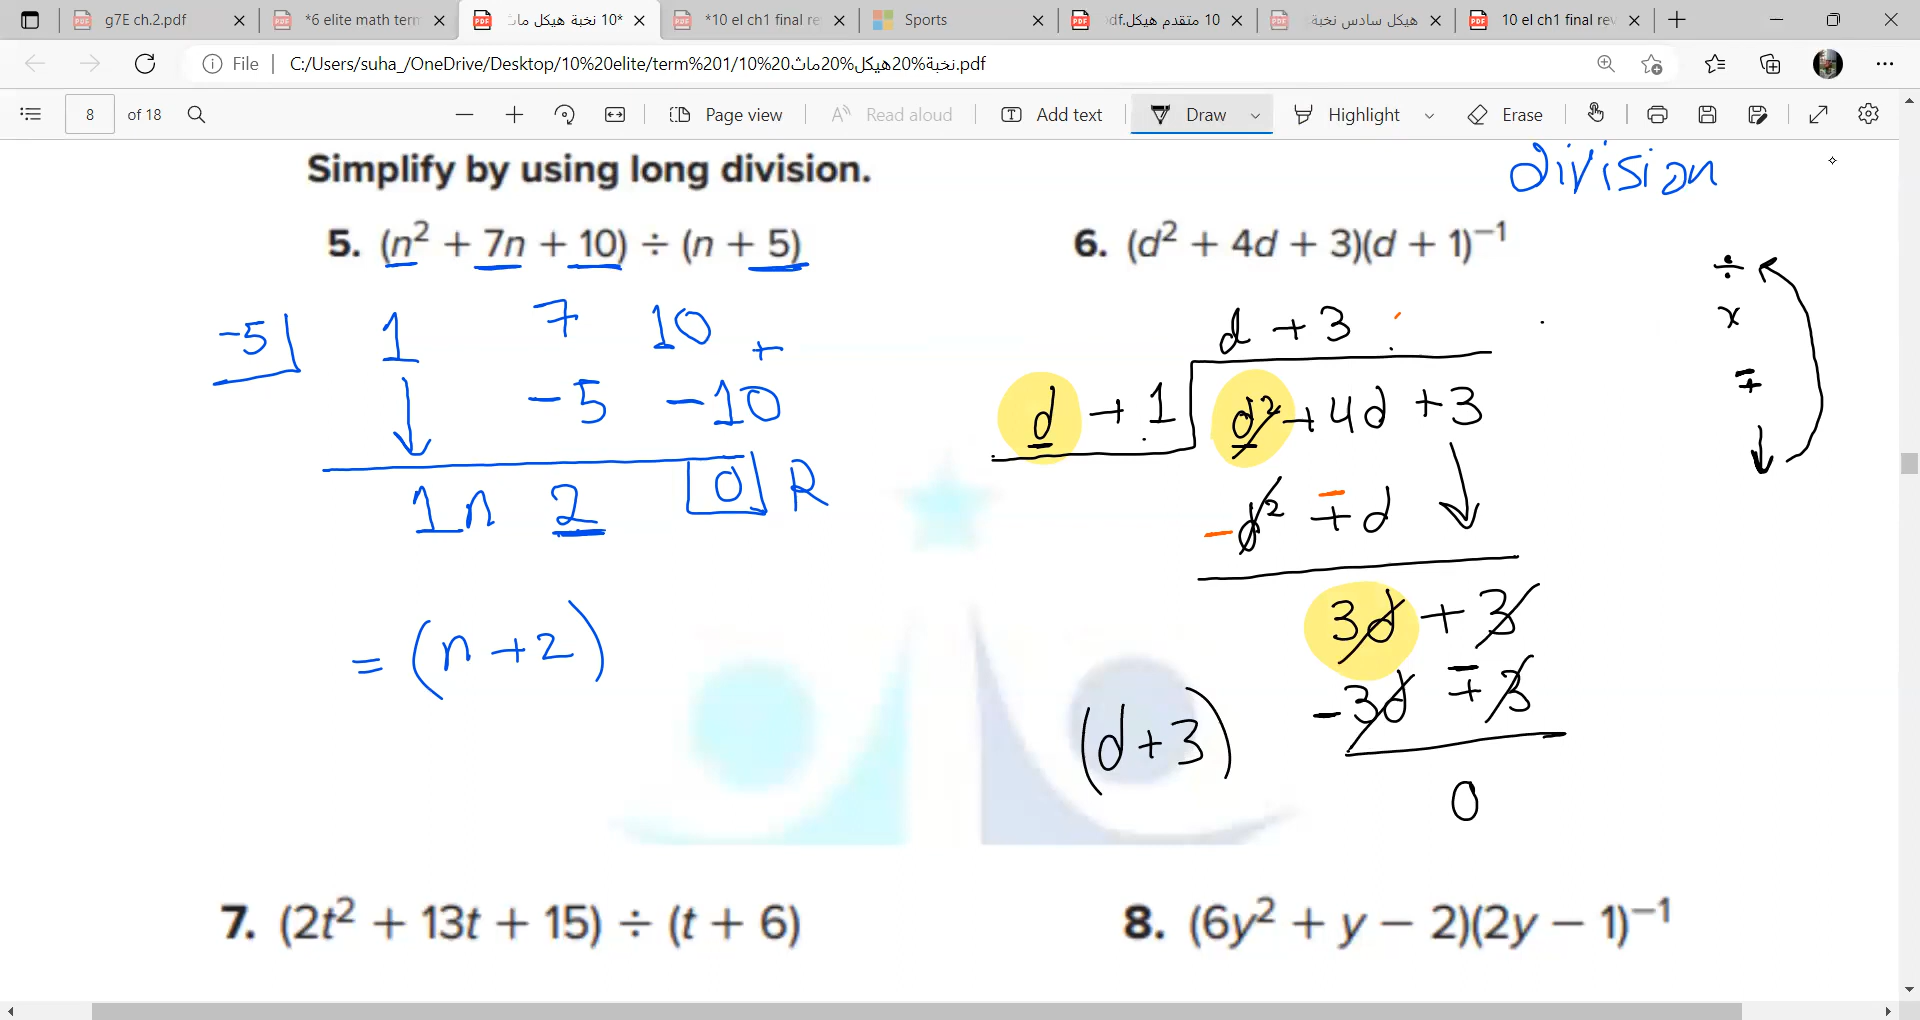 g7E ch.2.pdf
*6 elite math term
*10 نخبة هيكل ماث
*10 el ch1 final re
Sports
10 متقدم هيكل.pdf
هيكل سادس نخبة
10 el ch1 final rev
File
C:/Users/suha_/OneDrive/Desktop/10%20elite/term%201/10%20نخبة%20هيكل%20ماث.pdf
8 of 18
Page view
Read aloud
Add text
Draw
Highlight
Erase
Simplify by using long division.
division
5. (n² + 7n + 10) ÷ (n + 5)
-5 1 7 10 +
-5 -10
1n 2 0 R
= (n + 2)
6. (d² + 4d + 3)(d + 1)⁻¹
d + 3
d + 1 d² + 4d + 3
-d² ∓ d
3d + 3
-3d ∓ 3
0
(d + 3)
÷
x
∓
↓
7. (2t² + 13t + 15) ÷ (t + 6)
8. (6y² + y − 2)(2y − 1)⁻¹